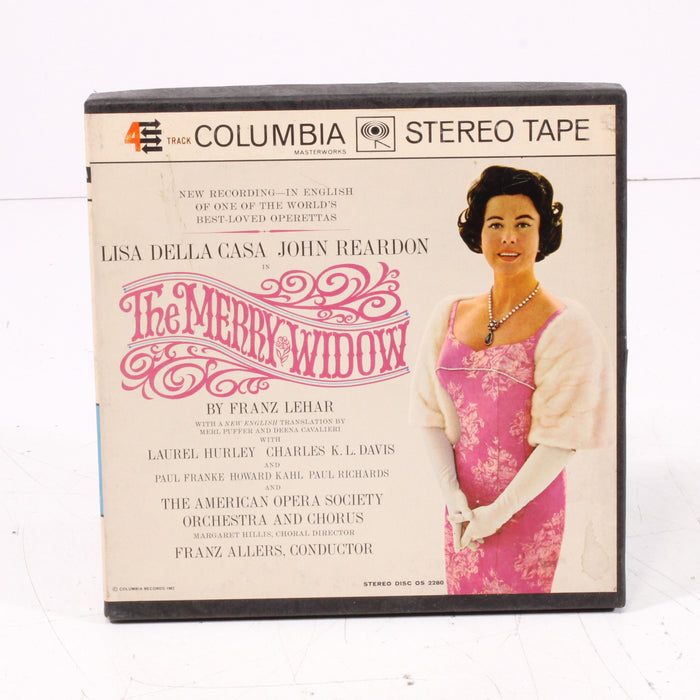 4 TRACK COLUMBIA STEREO TAPE
MASTERWORKS
NEW RECORDING—IN ENGLISH
OF ONE OF THE WORLD'S
BEST-LOVED OPERETTAS
LISA DELLA CASA JOHN REARDON
IN
The MERRY WIDOW
BY FRANZ LEHAR
WITH A NEW ENGLISH TRANSLATION BY
MERL PUFFER AND DEENA CAVALIERI
WITH
LAUREL HURLEY CHARLES K. L. DAVIS
AND
PAUL FRANKE HOWARD KAHL PAUL RICHARDS
AND
THE AMERICAN OPERA SOCIETY
ORCHESTRA AND CHORUS
MARGARET HILLIS, CHORAL DIRECTOR
FRANZ ALLERS, CONDUCTOR
© COLUMBIA RECORDS 1962
STEREO DISC OS 2280